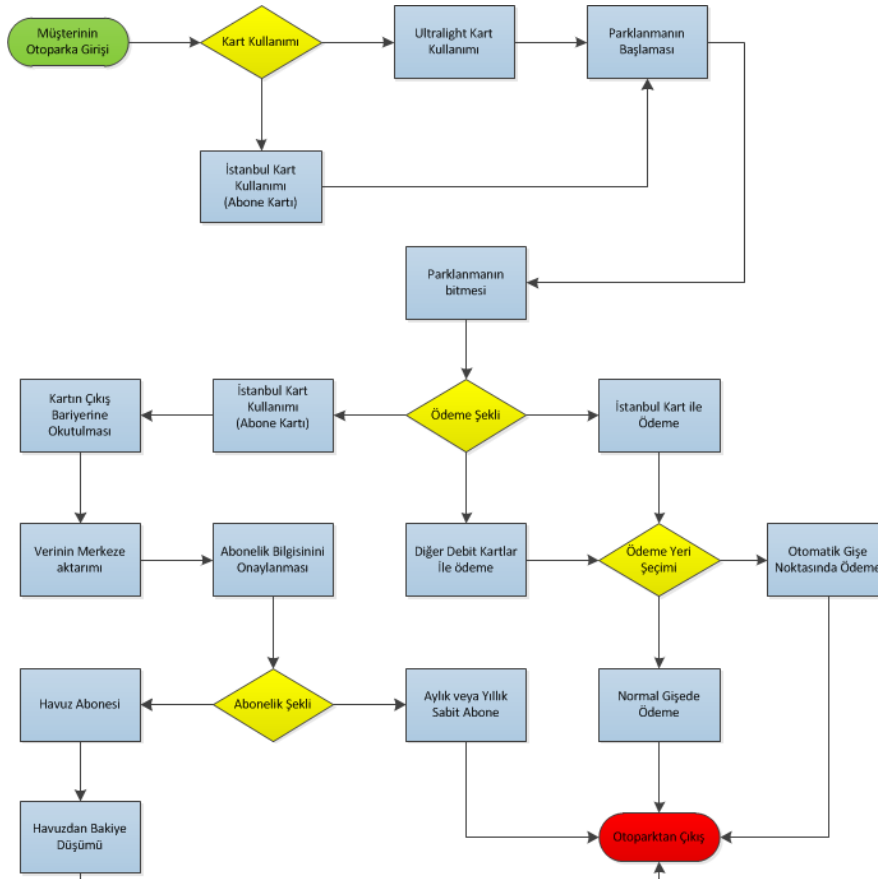 Müşterinin
Otoparka Girişi
Kart Kullanımı
Ultralight Kart
Kullanımı
Parklanmanın
Başlaması
İstanbul Kart
Kullanımı
(Abone Kartı)
Parklanmanın
bitmesi
Kartın Çıkış
Bariyerine
Okutulması
İstanbul Kart
Kullanımı
(Abone Kartı)
Ödeme Şekli
İstanbul Kart ile
Ödeme
Verinin Merkeze
aktarımı
Abonelik Bilgisinini
Onaylanması
Diğer Debit Kartlar
İle ödeme
Ödeme Yeri
Şeçimi
Otomatik Gişe
Noktasında Ödeme
Havuz Abonesi
Abonelik Şekli
Aylık veya Yıllık
Sabit Abone
Normal Gişede
Ödeme
Havuzdan Bakiye
Düşümü
Otoparktan Çıkış